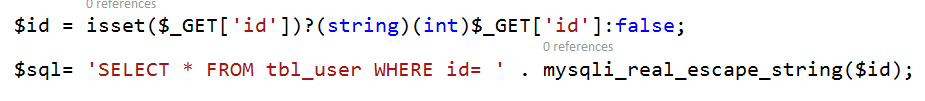 0 references
$id = isset($_GET['id'])?(string)(int)$_GET['id']:false;
0 references
$sql= 'SELECT * FROM tbl_user WHERE id= ' . mysqli_real_escape_string($id);